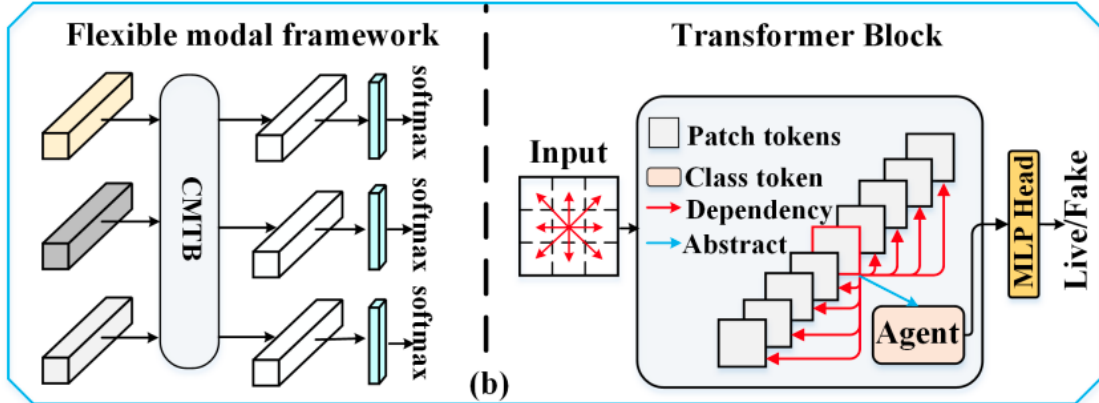 Flexible modal framework
Transformer Block
softmax
softmax
softmax
CMTB
(b)
Input
Patch tokens
Class token
Dependency
Abstract
Agent
MLP Head
Live/Fake